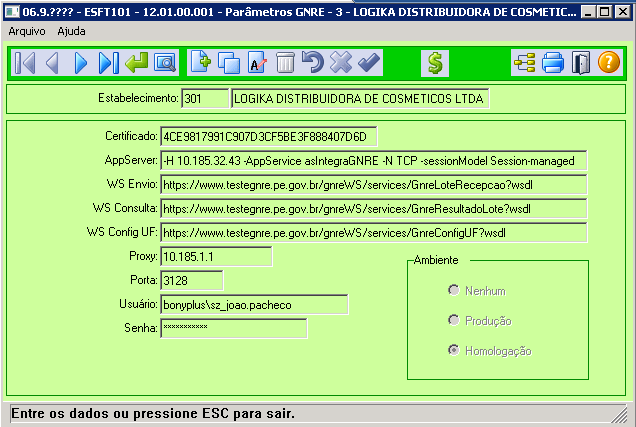 06.9.???? - ESFT101 - 12.01.00.001 - Parâmetros GNRE - 3 - LOGIKA DISTRIBUIDORA DE COSMETIC...
Arquivo Ajuda
Estabelecimento: 301 LOGIKA DISTRIBUIDORA DE COSMETICOS LTDA
Certificado: 4CE9817991C907D3CF5BE3F888407D6D
AppServer: -H 10.185.32.43 -AppService asIntegraGNRE -N TCP -sessionModel Session-managed
WS Envio: https://www.testegnre.pe.gov.br/gnreWS/services/GnreLoteRecepcao?wsdl
WS Consulta: https://www.testegnre.pe.gov.br/gnreWS/services/GnreResultadoLote?wsdl
WS Config UF: https://www.testegnre.pe.gov.br/gnreWS/services/GnreConfigUF?wsdl
Proxy: 10.185.1.1
Porta: 3128
Usuário: bonyplus\sz_joao.pacheco
Senha: ***********
Ambiente
Nenhum
Produção
Homologação
Entre os dados ou pressione ESC para sair.